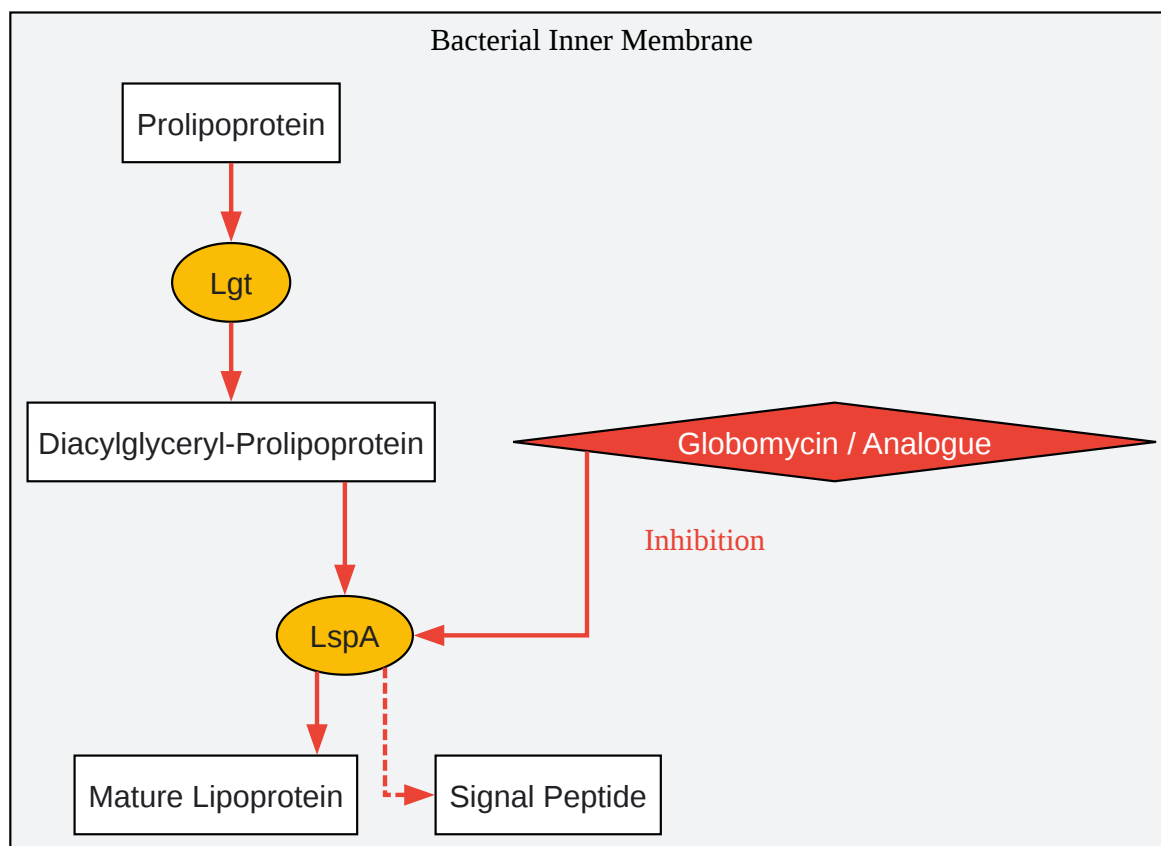 Bacterial Inner Membrane
Prolipoprotein
Lgt
Diacylglyceryl-Prolipoprotein
Globomycin / Analogue
Inhibition
LspA
Mature Lipoprotein
Signal Peptide